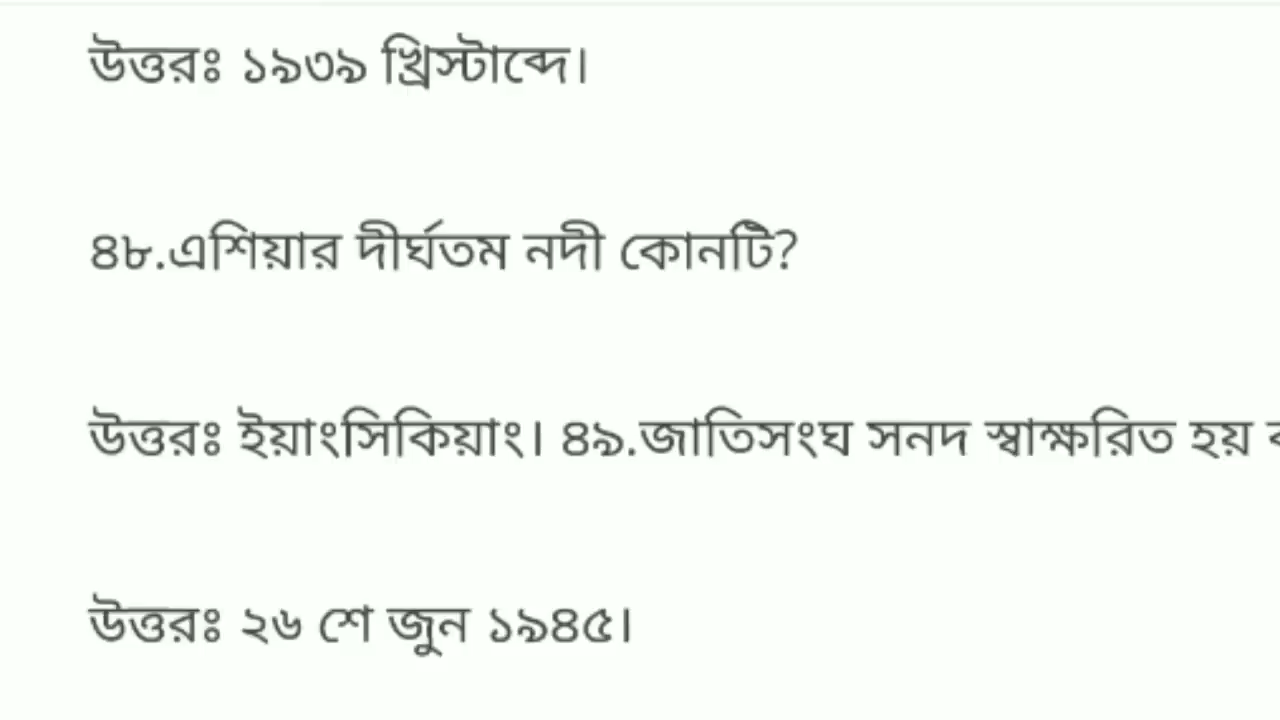 উত্তরঃ ১৯৩৯ খ্রিস্টাব্দে।
৪৮.এশিয়ার দীর্ঘতম নদী কোনটি?
উত্তরঃ ইয়াংসিকিয়াং। ৪৯.জাতিসংঘ সনদ স্বাক্ষরিত হয়
উত্তরঃ ২৬ শে জুন ১৯৪৫।